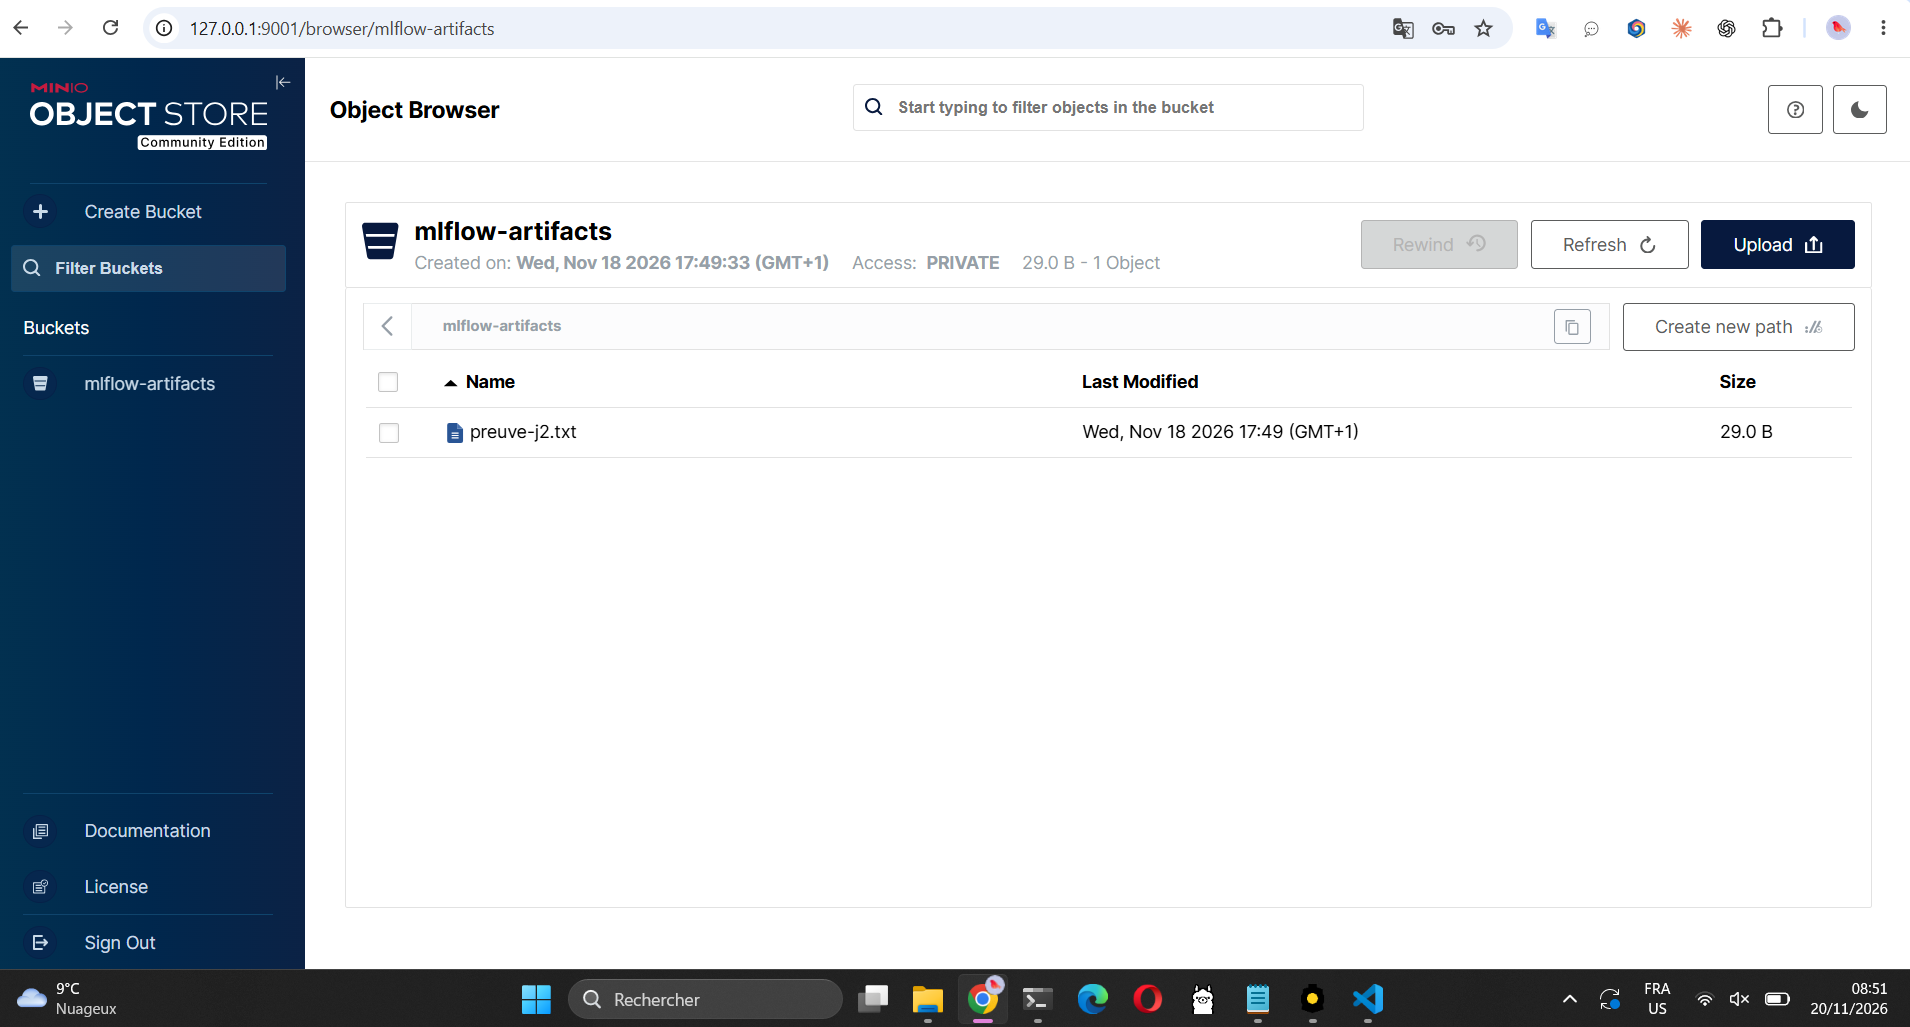 127.0.0.1:9001/browser/mlflow-artifacts
MINIO
OBJECT STORE
Community Edition
Create Bucket
Filter Buckets
Buckets
mlflow-artifacts
Documentation
License
Sign Out
Object Browser
Start typing to filter objects in the bucket
mlflow-artifacts
Created on: Wed, Nov 18 2026 17:49:33 (GMT+1) Access: PRIVATE 29.0 B - 1 Object
Rewind
Refresh
Upload
mlflow-artifacts
Create new path
Name Last Modified Size
preuve-j2.txt Wed, Nov 18 2026 17:49 (GMT+1) 29.0 B
9°C
Nuageux
Rechercher
FRA
US
08:51
20/11/2026